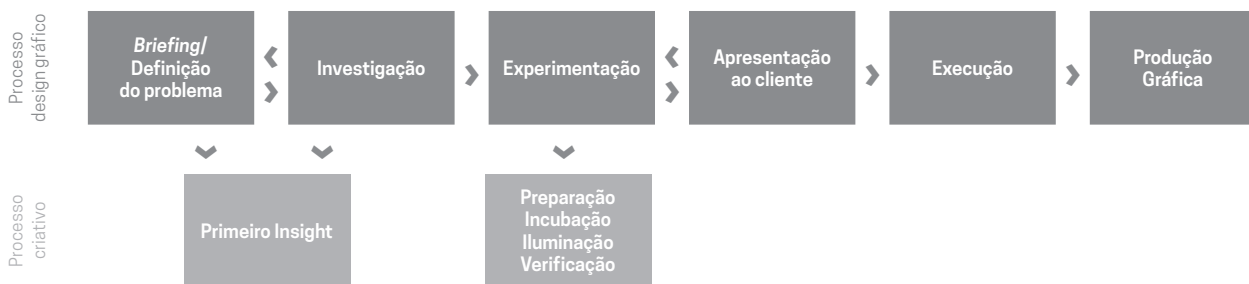 Processo
design gráfico
Briefing/
Definição
do problema
Investigação
Experimentação
Apresentação
ao cliente
Execução
Produção
Gráfica
Processo
criativo
Primeiro Insight
Preparação
Incubação
Iluminação
Verificação